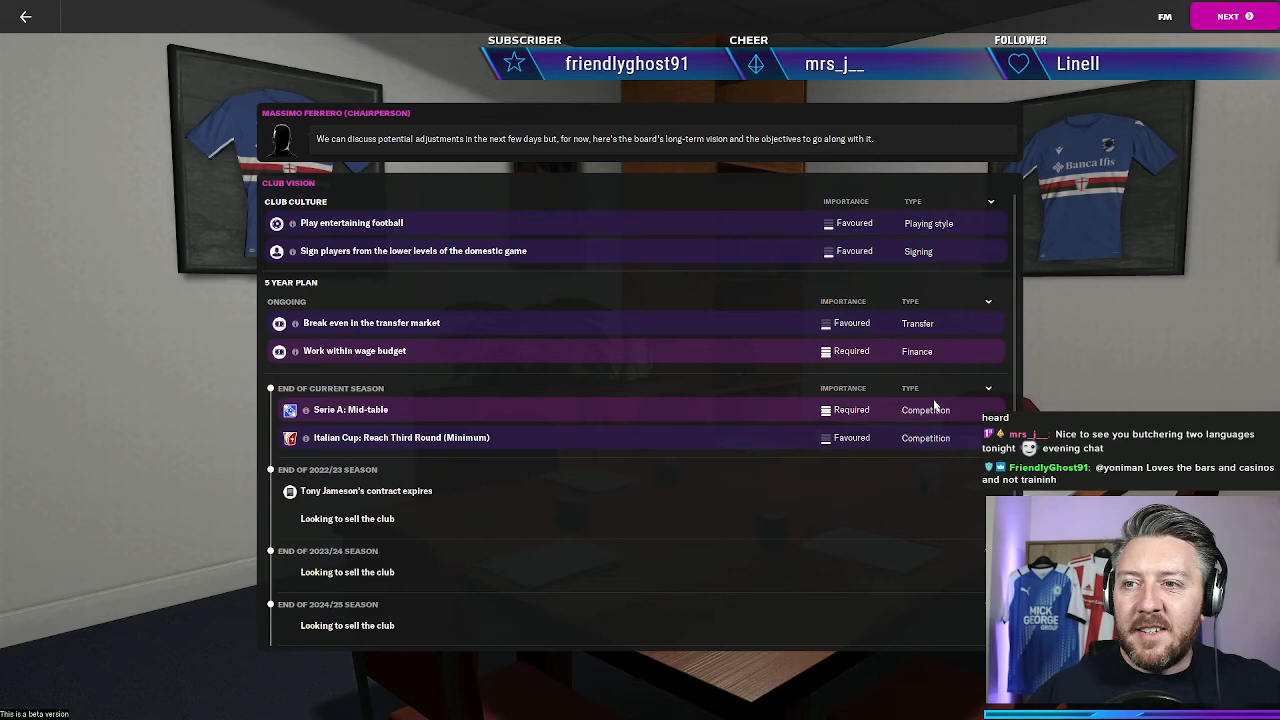 FM
NEXT
SUBSCRIBER
CHEER
FOLLOWER
friendlyghost91
mrs_j__
Linell
MASSIMO FERRERO (CHAIRPERSON)
We can discuss potential adjustments in the next few days but, for now, here's the board's long-term vision and the objectives to go along with it.
Banca Ifis
CLUB VISION
CLUB CULTURE IMPORTANCE TYPE
Play entertaining football Favoured Playing style
Sign players from the lower levels of the domestic game Favoured Signing
5 YEAR PLAN
ONGOING IMPORTANCE TYPE
Break even in the transfer market Favoured Transfer
Work within wage budget Required Finance
END OF CURRENT SEASON IMPORTANCE TYPE
Serie A: Mid-table Required Competition
Italian Cup: Reach Third Round (Minimum) Favoured Competition
END OF 2022/23 SEASON
Tony Jameson's contract expires
Looking to sell the club
END OF 2023/24 SEASON
Looking to sell the club
END OF 2024/25 SEASON
Looking to sell the club
heard
mrs_j__: Nice to see you butchering two languages
tonight evening chat
FriendlyGhost91: @yoniman Loves the bars and casinos
and not traininh
MICK
GEORGE
GROUP
This is a beta version